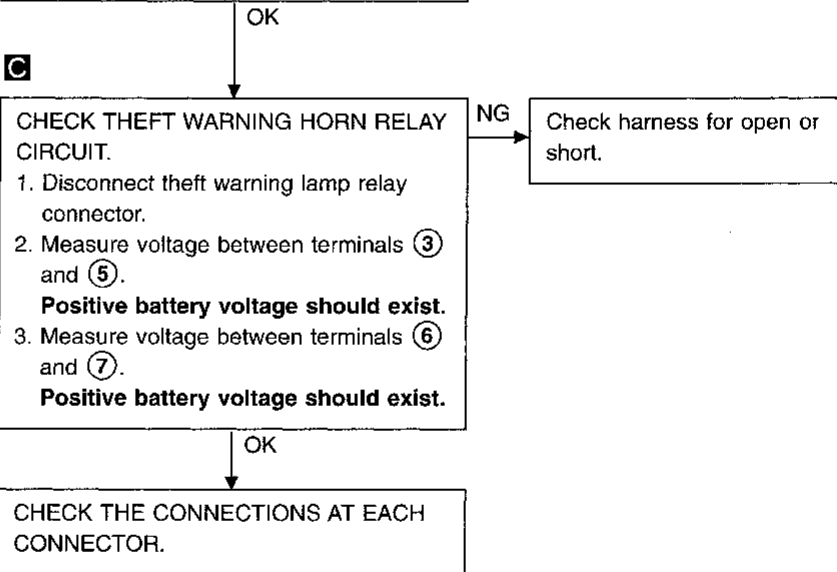 OK
C
CHECK THEFT WARNING HORN RELAY
CIRCUIT.
1. Disconnect theft warning lamp relay
connector.
2. Measure voltage between terminals ③
and ⑤.
Positive battery voltage should exist.
3. Measure voltage between terminals ⑥
and ⑦.
Positive battery voltage should exist.
NG
Check harness for open or
short.
OK
CHECK THE CONNECTIONS AT EACH
CONNECTOR.